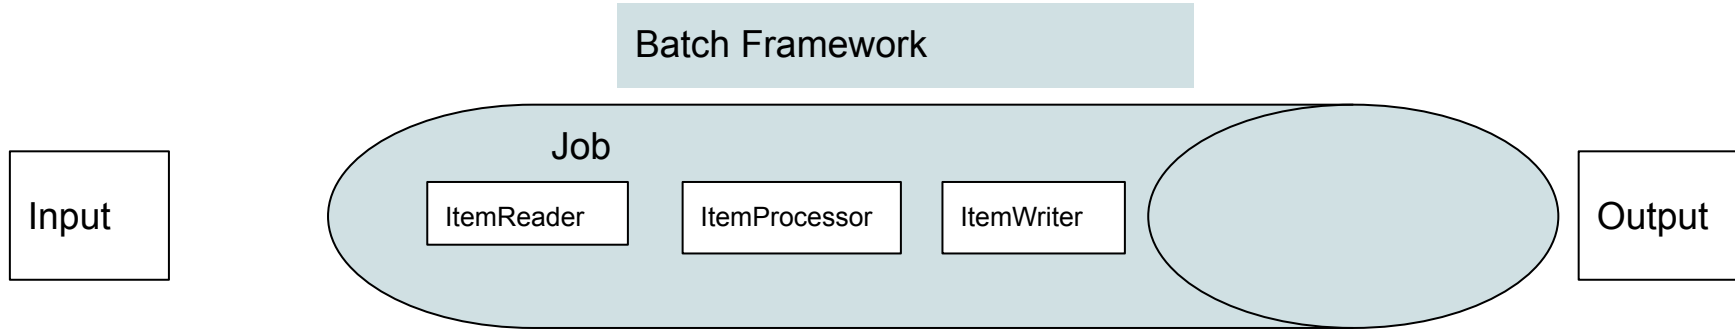 Batch Framework
Job
Input
ItemReader
ItemProcessor
ItemWriter
Output